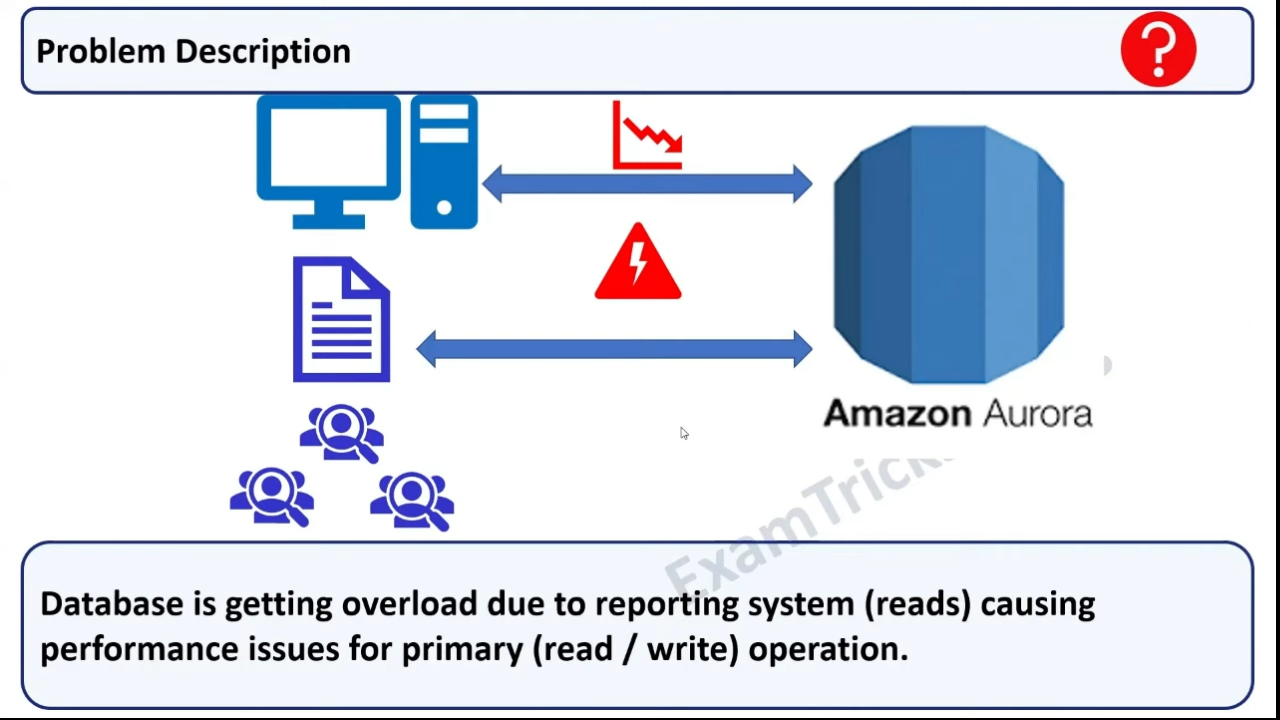 Problem Description
Amazon Aurora
Database is getting overload due to reporting system (reads) causing
performance issues for primary (read / write) operation.